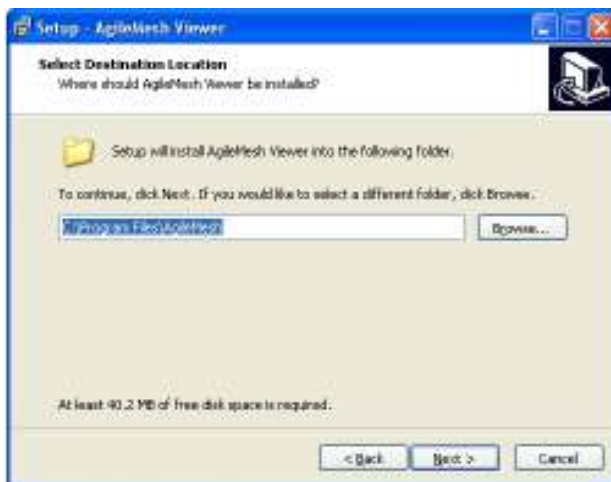 Setup - AgileMesh Viewer
Select Destination Location
Where should AgileMesh Viewer be installed?
Setup will install AgileMesh Viewer into the following folder.
To continue, click Next. If you would like to select a different folder, click Browse.
C:\Program Files\AgileMesh
Browse...
At least 40.2 MB of free disk space is required.
< Back
Next >
Cancel